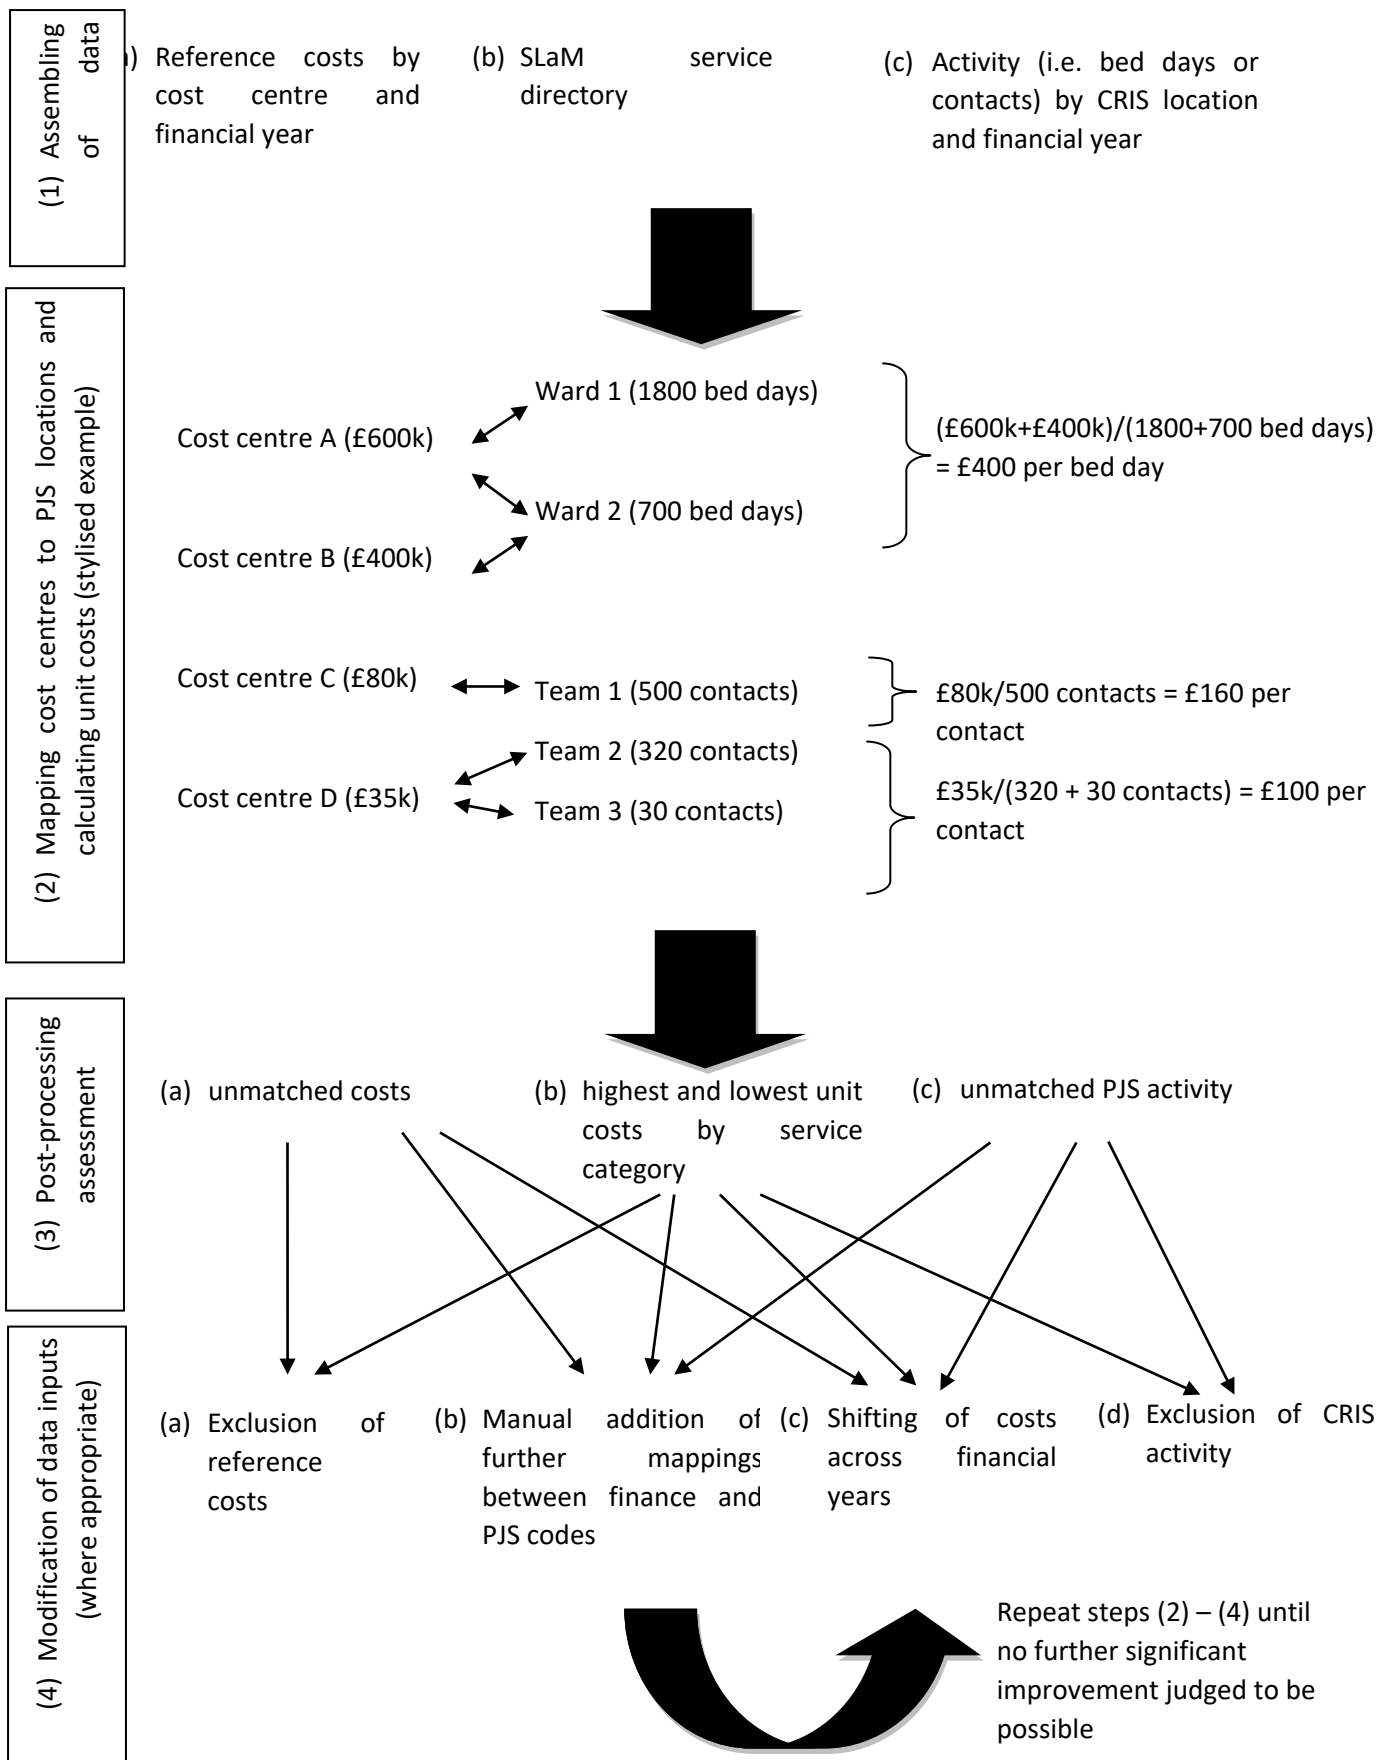 (1) Assembling
of data
) Reference costs by
cost centre and
financial year
(b) SLaM service
directory
(c) Activity (i.e. bed days or
contacts) by CRIS location
and financial year
(2) Mapping cost centres to PJS locations and
calculating unit costs (stylised example)
Ward 1 (1800 bed days)
Cost centre A (£600k)
(£600k+£400k)/(1800+700 bed days)
= £400 per bed day
Ward 2 (700 bed days)
Cost centre B (£400k)
Cost centre C (£80k)
Team 1 (500 contacts)
£80k/500 contacts = £160 per
contact
Team 2 (320 contacts)
Cost centre D (£35k)
Team 3 (30 contacts)
£35k/(320 + 30 contacts) = £100 per
contact
(3) Post-processing
assessment
(a) unmatched costs
(b) highest and lowest unit
costs by service
category
(c) unmatched PJS activity
(4) Modification of data inputs
(where appropriate)
(a) Exclusion of
reference
costs
(b) Manual addition of
further mappings
between finance and
PJS codes
(c) Shifting of costs
across financial
years
(d) Exclusion of CRIS
activity
Repeat steps (2) – (4) until
no further significant
improvement judged to be
possible